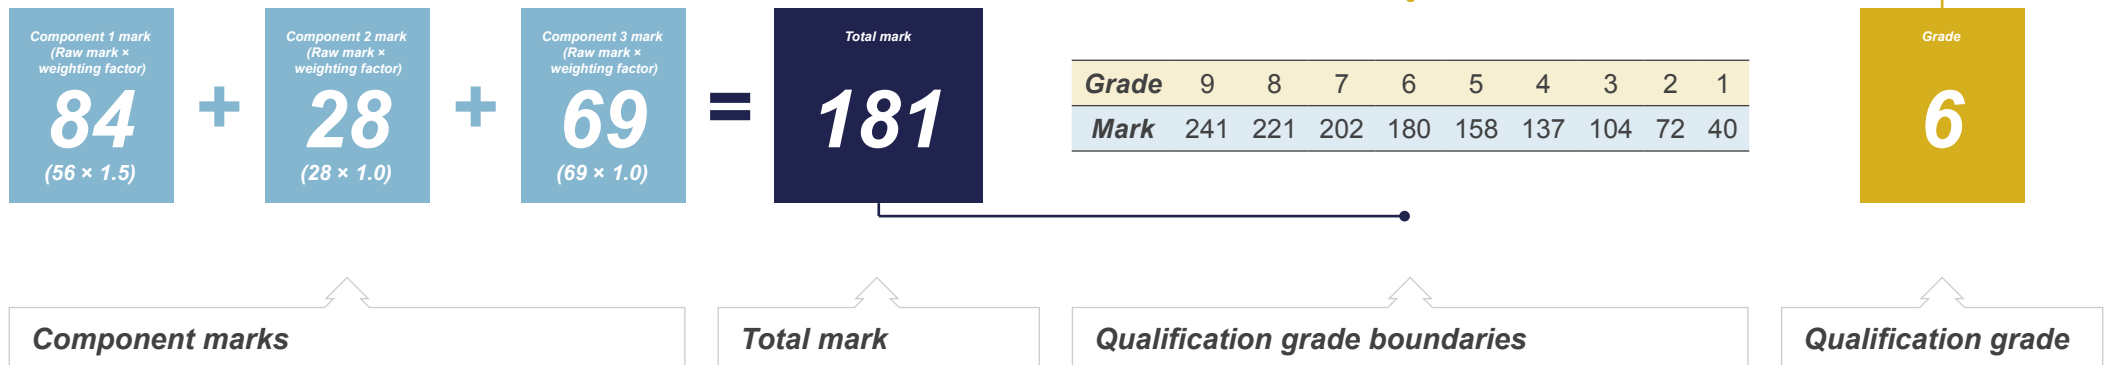 Component 1 mark
(Raw mark ×
weighting factor)
84
(56 × 1.5)
+
Component 2 mark
(Raw mark ×
weighting factor)
28
(28 × 1.0)
+
Component 3 mark
(Raw mark ×
weighting factor)
69
(69 × 1.0)
=
Total mark
181
Grade 9 8 7 6 5 4 3 2 1
Mark 241 221 202 180 158 137 104 72 40
Grade
6
Component marks
Total mark
Qualification grade boundaries
Qualification grade